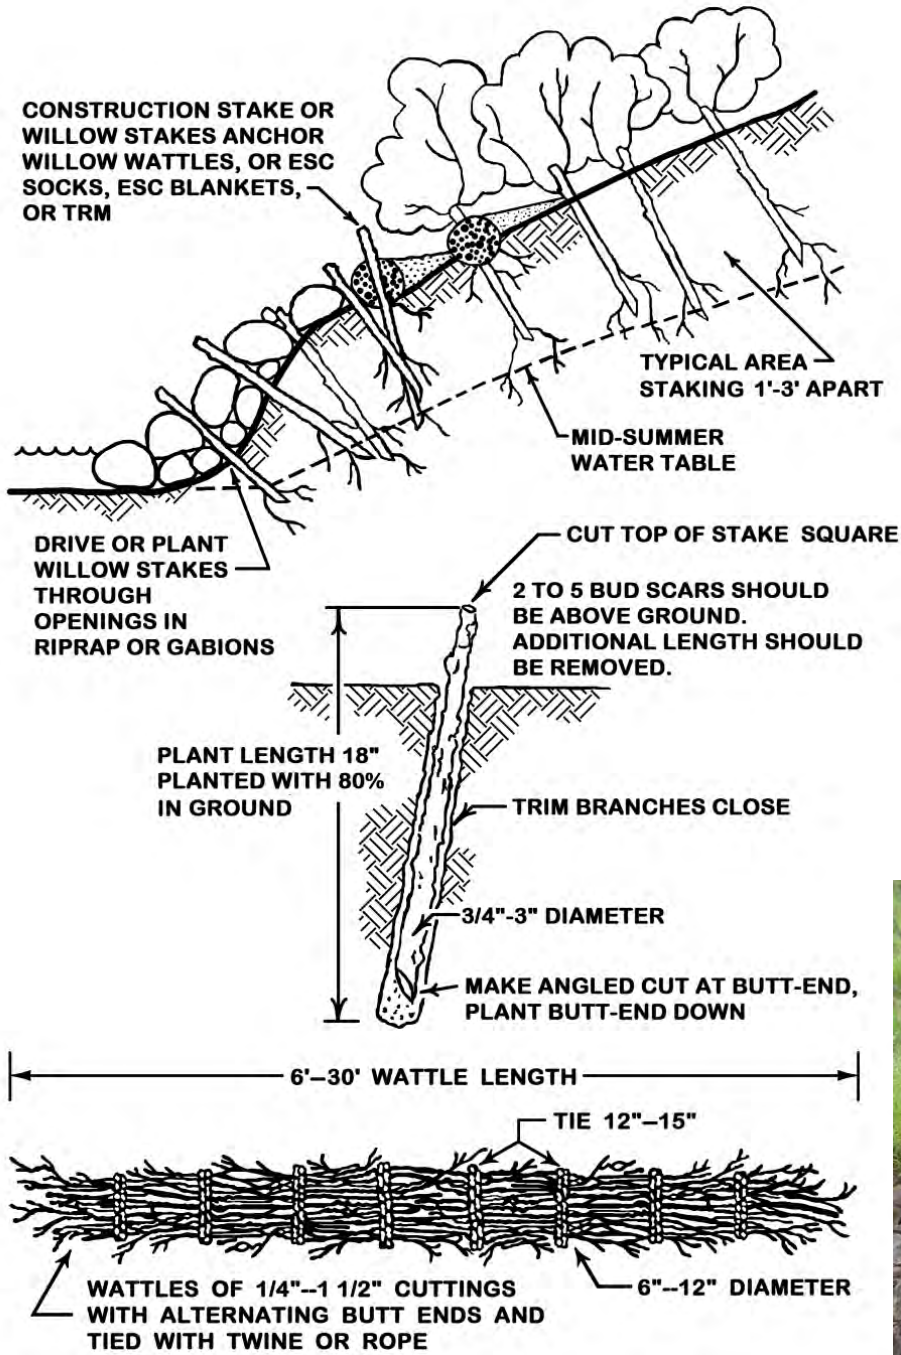 CONSTRUCTION STAKE OR
WILLOW STAKES ANCHOR
WILLOW WATTLES, OR ESC
SOCKS, ESC BLANKETS,
OR TRM
TYPICAL AREA
STAKING 1'-3' APART
MID-SUMMER
WATER TABLE
DRIVE OR PLANT
WILLOW STAKES
THROUGH
OPENINGS IN
RIPRAP OR GABIONS
CUT TOP OF STAKE SQUARE
2 TO 5 BUD SCARS SHOULD
BE ABOVE GROUND.
ADDITIONAL LENGTH SHOULD
BE REMOVED.
PLANT LENGTH 18"
PLANTED WITH 80%
IN GROUND
TRIM BRANCHES CLOSE
3/4"-3" DIAMETER
MAKE ANGLED CUT AT BUTT-END,
PLANT BUTT-END DOWN
6'–30' WATTLE LENGTH
TIE 12"–15"
WATTLES OF 1/4"--1 1/2" CUTTINGS
WITH ALTERNATING BUTT ENDS AND
TIED WITH TWINE OR ROPE
6"--12" DIAMETER